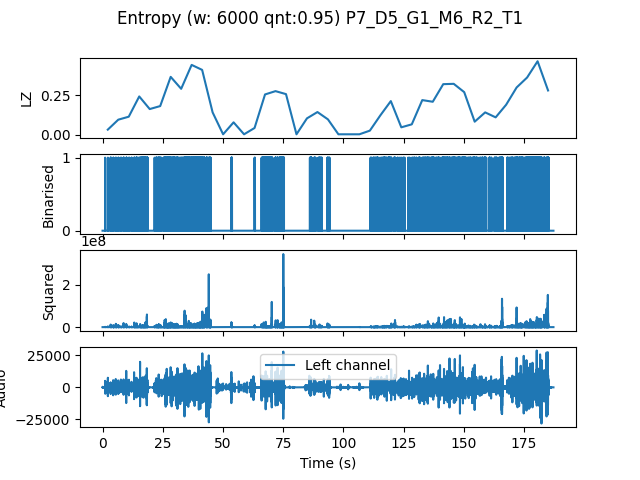 Entropy (w: 6000 qnt:0.95) P7_D5_G1_M6_R2_T1
LZ
0.25
0.00
Binarised
1
0
1e8
Squared
2
0
Audio
25000
0
−25000
Left channel
0 25 50 75 100 125 150 175
Time (s)